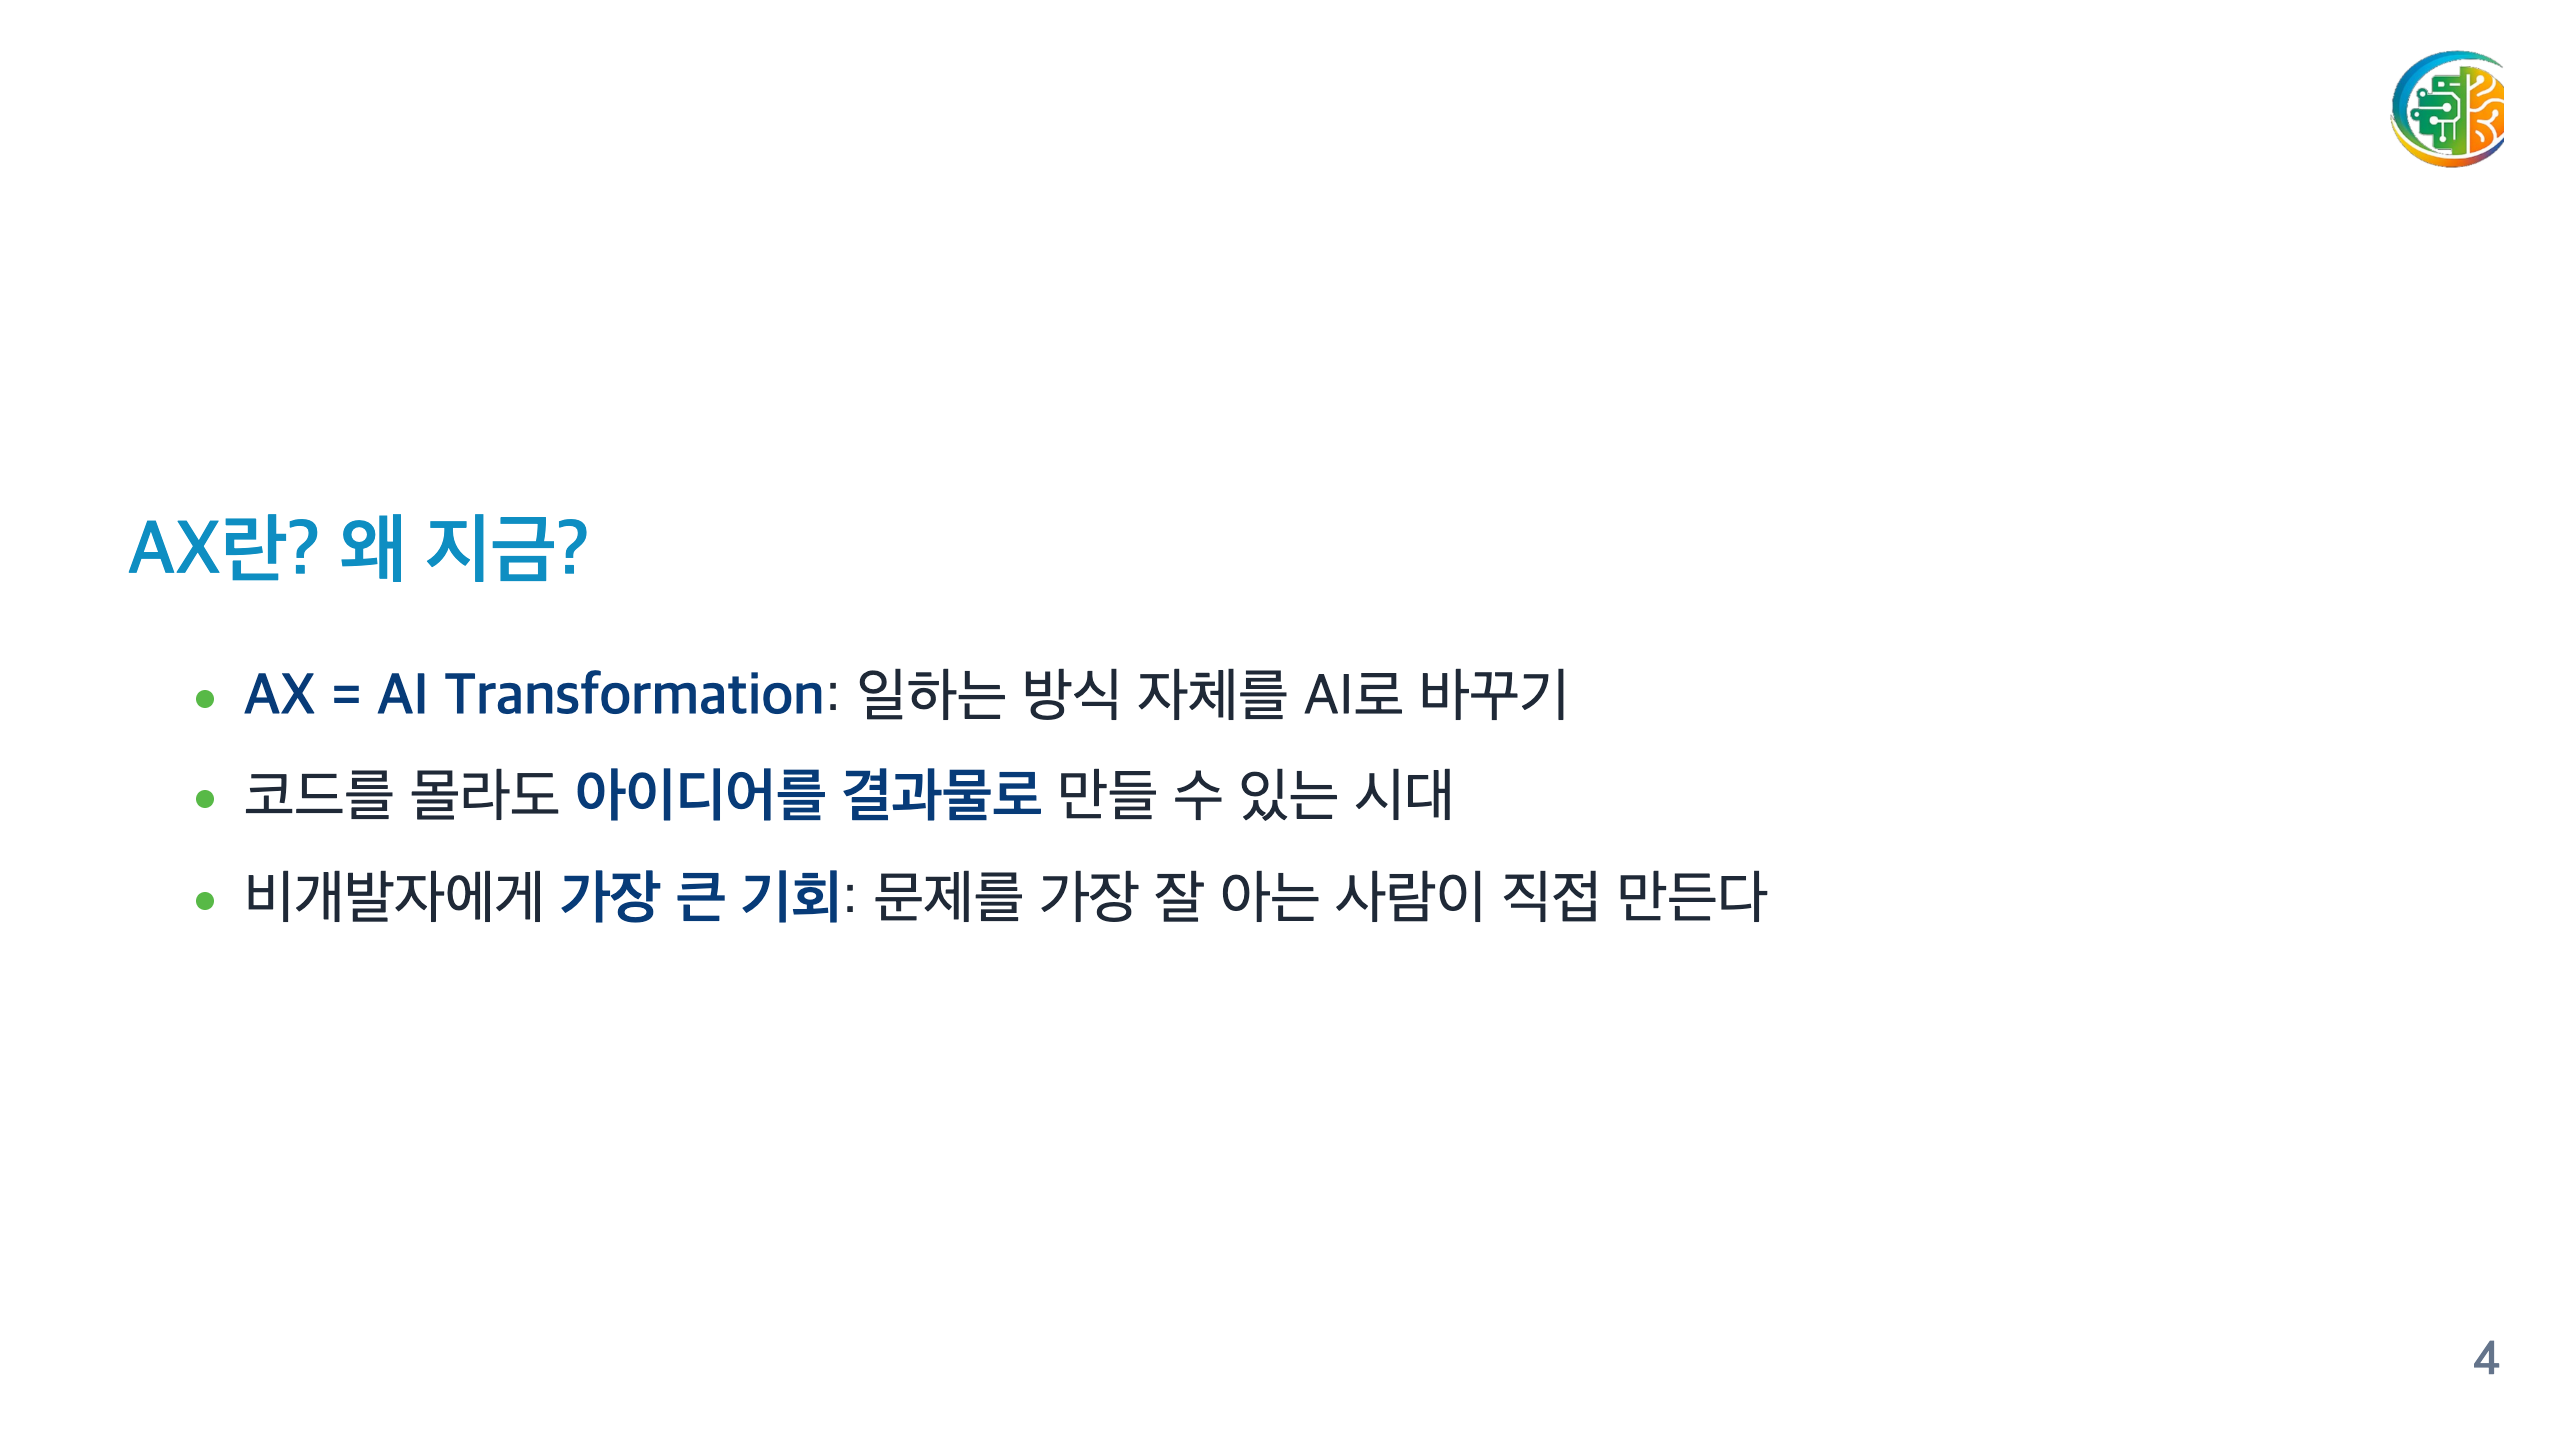 AX란? 왜 지금?
AX = AI Transformation: 일하는 방식 자체를 AI로 바꾸기
코드를 몰라도 아이디어를 결과물로 만들 수 있는 시대
비개발자에게 가장 큰 기회: 문제를 가장 잘 아는 사람이 직접 만든다
4